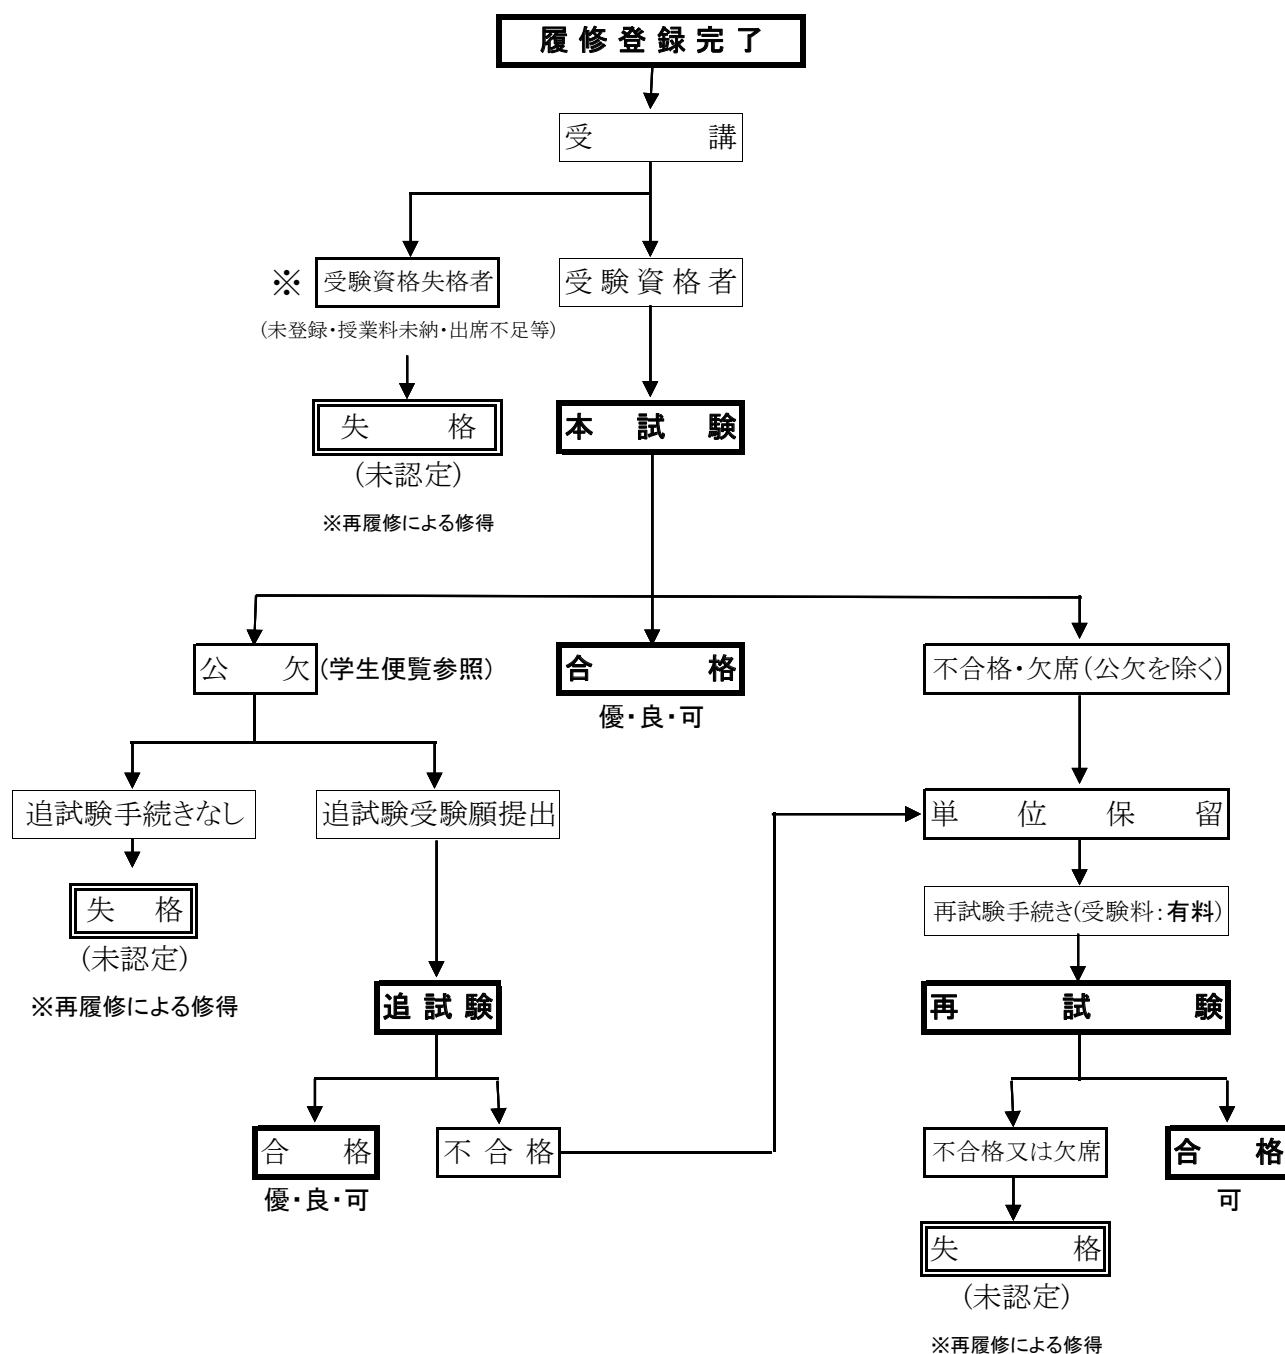 履修登録完了
受講
※ 受験資格失格者
受験資格者
(未登録・授業料未納・出席不足等)
失格
本試験
(未認定)
※再履修による修得
公欠(学生便覧参照)
合格
不合格・欠席(公欠を除く)
優・良・可
追試験手続きなし
追試験受験願提出
単位保留
失格
再試験手続き(受験料:有料)
(未認定)
※再履修による修得
追試験
再試験
合格
不合格
不合格又は欠席
合格
優・良・可
可
失格
(未認定)
※再履修による修得